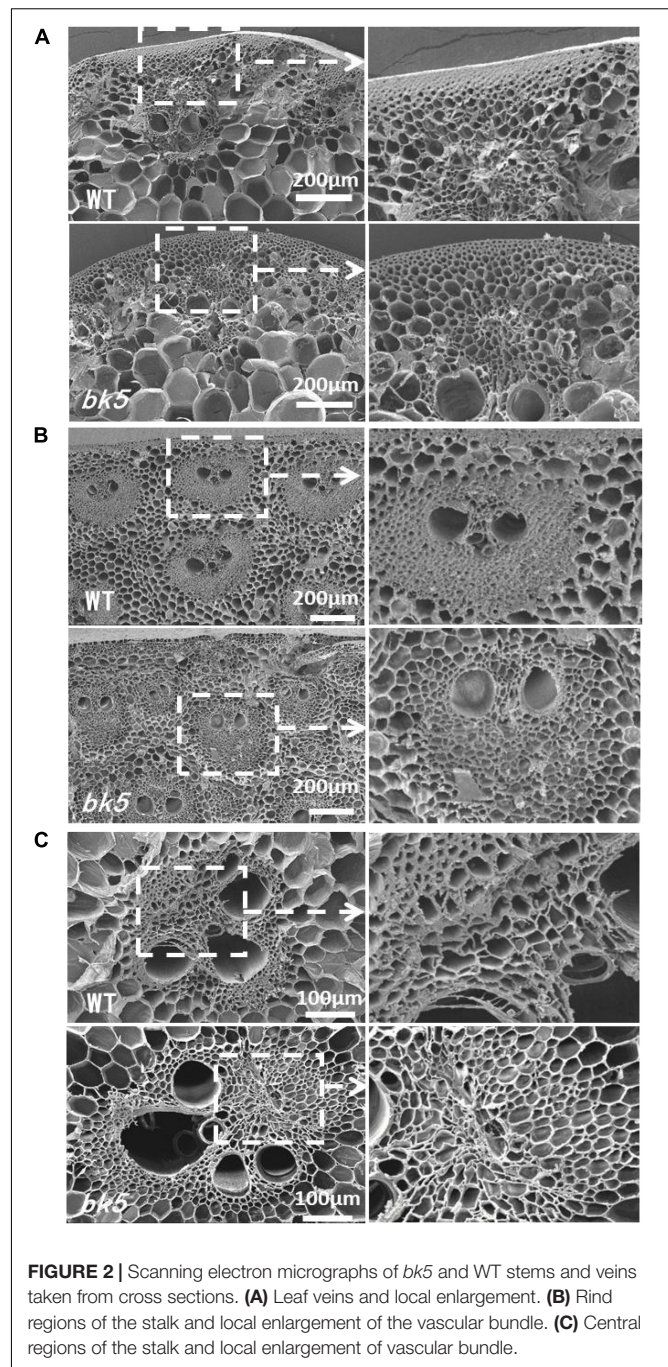 A
WT
200μm
bk5
200μm
B
WT
200μm
bk5
200μm
C
WT
100μm
bk5
100μm
FIGURE 2 | Scanning electron micrographs of bk5 and WT stems and veins
taken from cross sections. (A) Leaf veins and local enlargement. (B) Rind
regions of the stalk and local enlargement of the vascular bundle. (C) Central
regions of the stalk and local enlargement of vascular bundle.